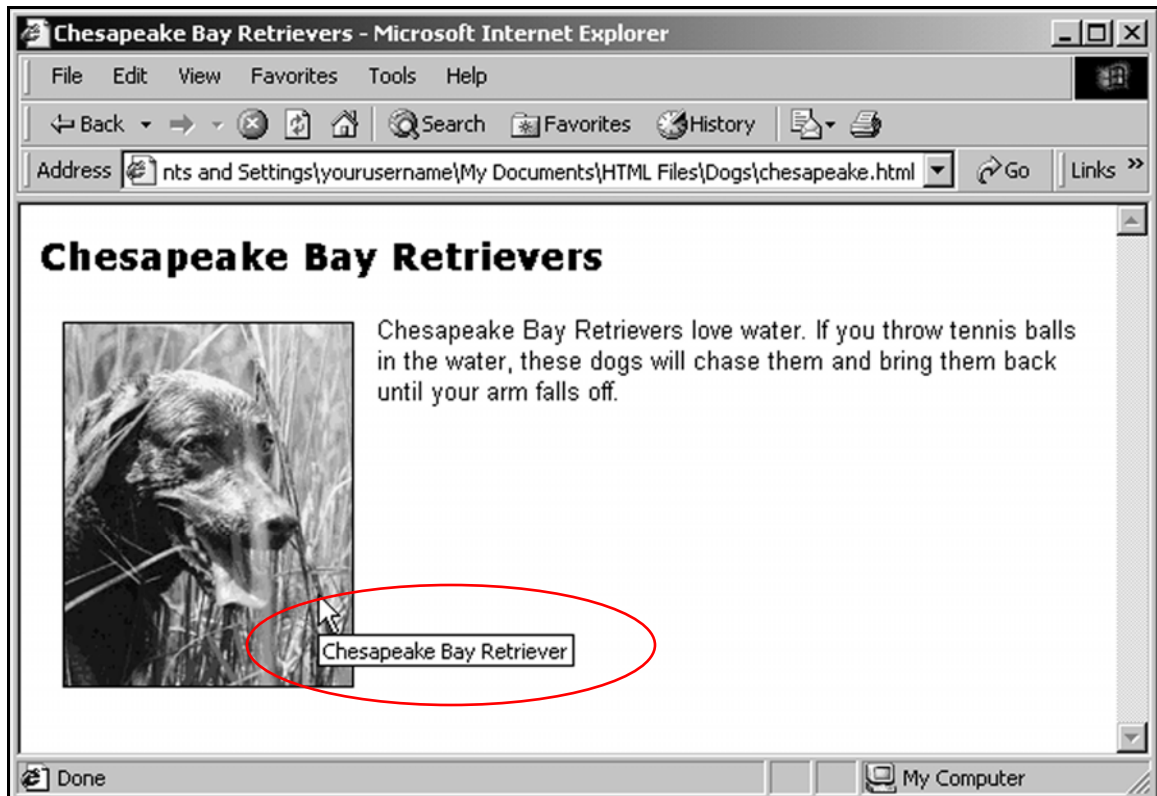 Chesapeake Bay Retrievers - Microsoft Internet Explorer
File Edit View Favorites Tools Help
Back Search Favorites History
Address nts and Settings\yourusername\My Documents\HTML Files\Dogs\chesapeake.html Go Links »
Chesapeake Bay Retrievers
Chesapeake Bay Retrievers love water. If you throw tennis balls
in the water, these dogs will chase them and bring them back
until your arm falls off.
Chesapeake Bay Retriever
Done My Computer